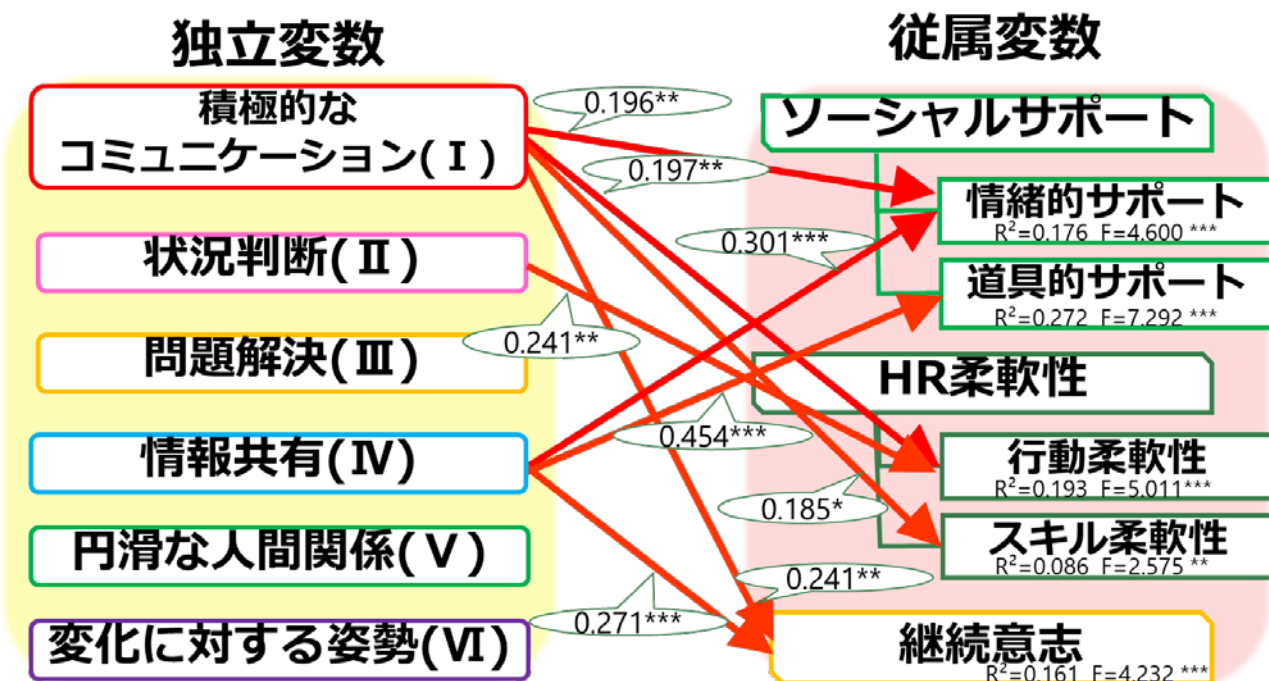 独立変数
積極的な
コミュニケーション(Ⅰ)
状況判断(Ⅱ)
問題解決(Ⅲ)
情報共有(Ⅳ)
円滑な人間関係(Ⅴ)
変化に対する姿勢(Ⅵ)
0.196**
0.197**
0.301***
0.241**
0.454***
0.185*
0.241**
0.271***
従属変数
ソーシャルサポート
情緒的サポート
R²=0.176 F=4.600 ***
道具的サポート
R²=0.272 F=7.292 ***
HR柔軟性
行動柔軟性
R²=0.193 F=5.011***
スキル柔軟性
R²=0.086 F=2.575 **
継続意志
R²=0.161 F=4.232 ***